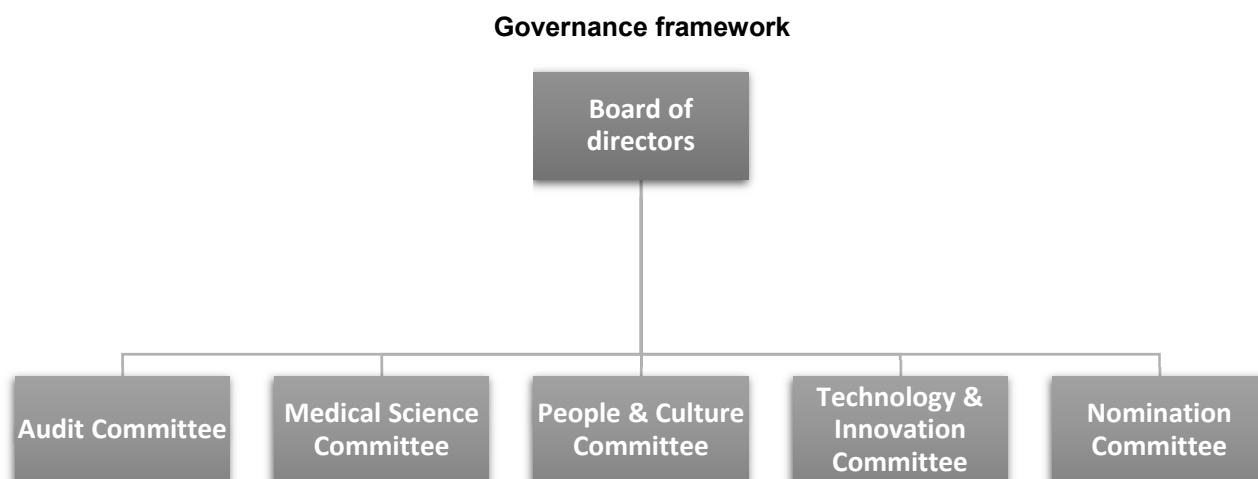 Governance framework
Board of
directors
Audit Committee
Medical Science
Committee
People & Culture
Committee
Technology &
Innovation
Committee
Nomination
Committee